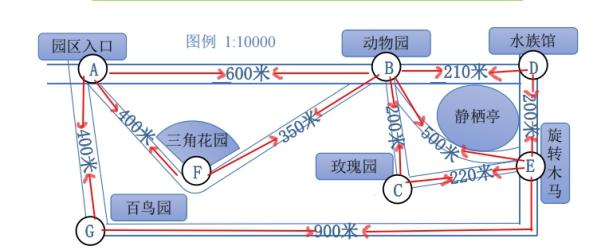 园区入口
图例 1:10000
动物园
水族馆
A
600米
B
210米
D
400米
400米
三角花园
350米
200米
500米
静栖亭
200米
旋转木马
F
玫瑰园
C
220米
E
百鸟园
G
900米